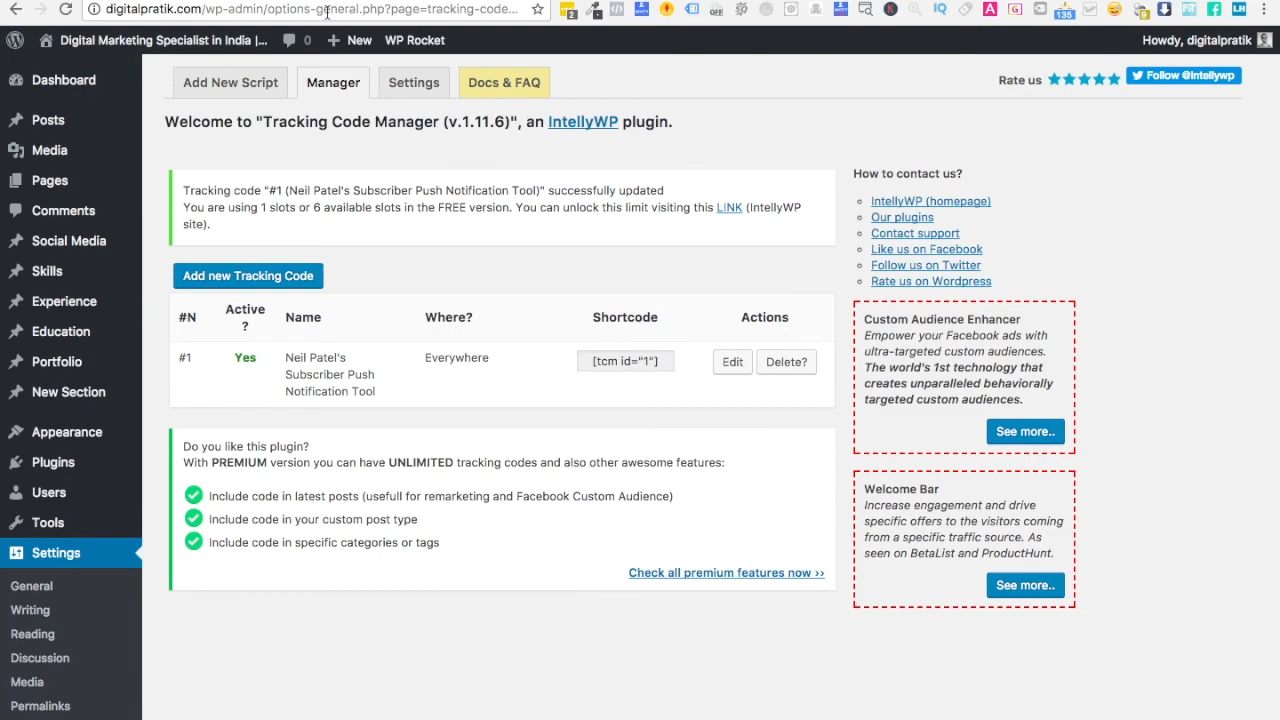 digitalpratik.com/wp-admin/options-general.php?page=tracking-code...
Digital Marketing Specialist in India |...
0
New
WP Rocket
Howdy, digitalpratik
Dashboard
Posts
Media
Pages
Comments
Social Media
Skills
Experience
Education
Portfolio
New Section
Appearance
Plugins
Users
Tools
Settings
General
Writing
Reading
Discussion
Media
Permalinks
Add New Script
Manager
Settings
Docs & FAQ
Rate us
Follow @intellywp
Welcome to "Tracking Code Manager (v.1.11.6)", an IntellyWP plugin.
Tracking code "#1 (Neil Patel's Subscriber Push Notification Tool)" successfully updated
You are using 1 slots or 6 available slots in the FREE version. You can unlock this limit visiting this LINK (IntellyWP
site).
Add new Tracking Code
#N
Active
?
Name
Where?
Shortcode
Actions
#1
Yes
Neil Patel's
Subscriber Push
Notification Tool
Everywhere
[tcm id="1"]
Edit
Delete?
Do you like this plugin?
With PREMIUM version you can have UNLIMITED tracking codes and also other awesome features:
Include code in latest posts (usefull for remarketing and Facebook Custom Audience)
Include code in your custom post type
Include code in specific categories or tags
Check all premium features now >>
How to contact us?
IntellyWP (homepage)
Our plugins
Contact support
Like us on Facebook
Follow us on Twitter
Rate us on Wordpress
Custom Audience Enhancer
Empower your Facebook ads with
ultra-targeted custom audiences.
The world's 1st technology that
creates unparalleled behaviorally
targeted custom audiences.
See more..
Welcome Bar
Increase engagement and drive
specific offers to the visitors coming
from a specific traffic source. As
seen on BetaList and ProductHunt.
See more..